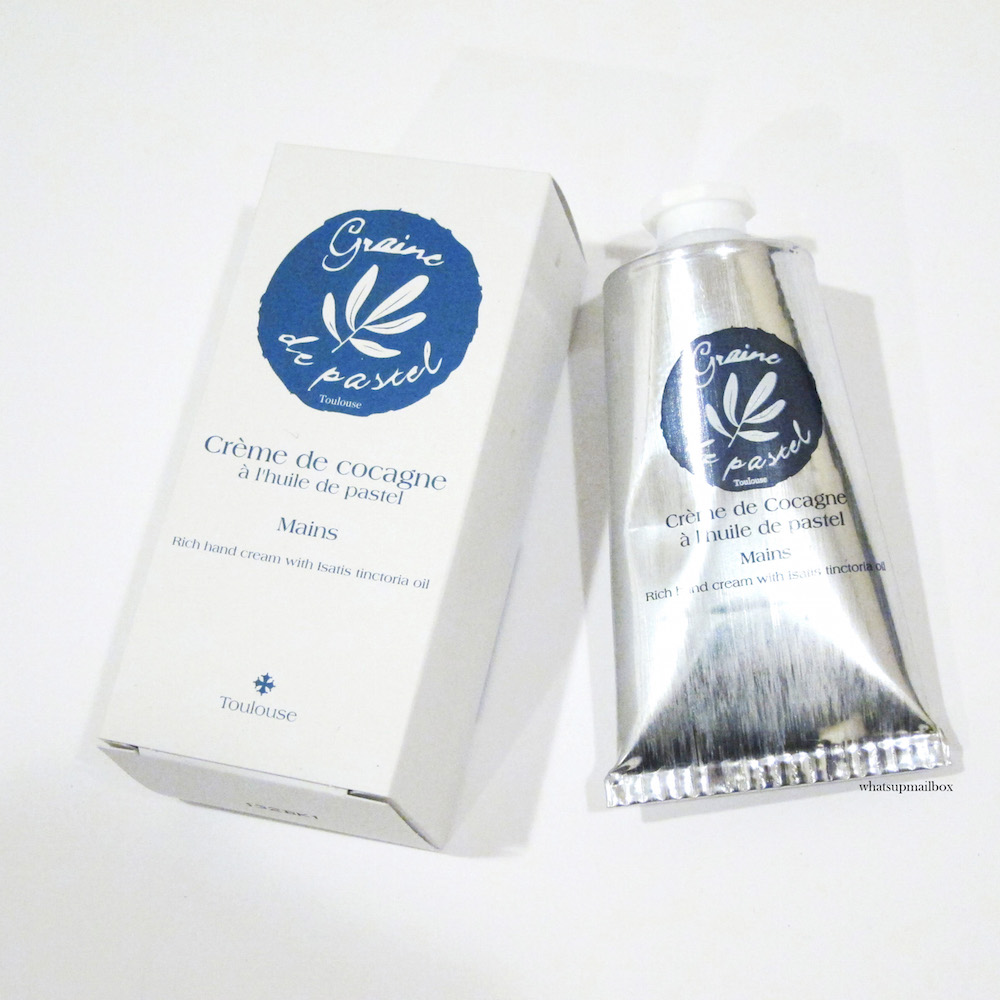 Graine
de pastel
Toulouse
Crème de cocagne
à l'huile de pastel
Mains
Rich hand cream with Isatis tinctoria oil
Toulouse
1326K1
Graine
de pastel
Toulouse
Crème de Cocagne
à l'huile de pastel
Mains
Rich hand cream with Isatis tinctoria oil
whatsupmailbox